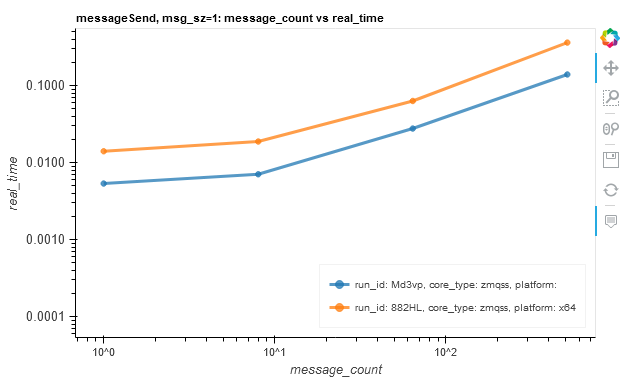 messageSend, msg_sz=1: message_count vs real_time
0.1000
0.0100
0.0010
0.0001
real_time
run_id: Md3vp, core_type: zmqss, platform:
run_id: 882HL, core_type: zmqss, platform: x64
10^0
10^1
10^2
message_count